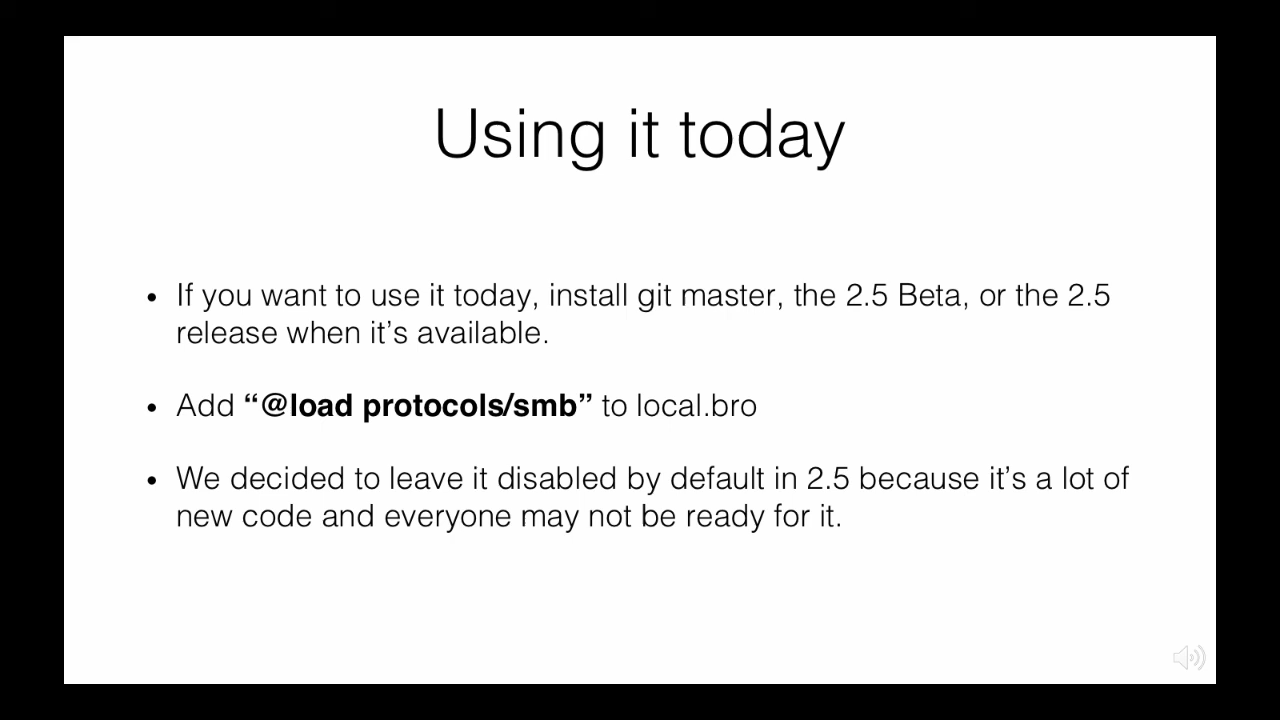 Using it today
• If you want to use it today, install git master, the 2.5 Beta, or the 2.5
release when it’s available.
• Add “@load protocols/smb” to local.bro
• We decided to leave it disabled by default in 2.5 because it’s a lot of
new code and everyone may not be ready for it.